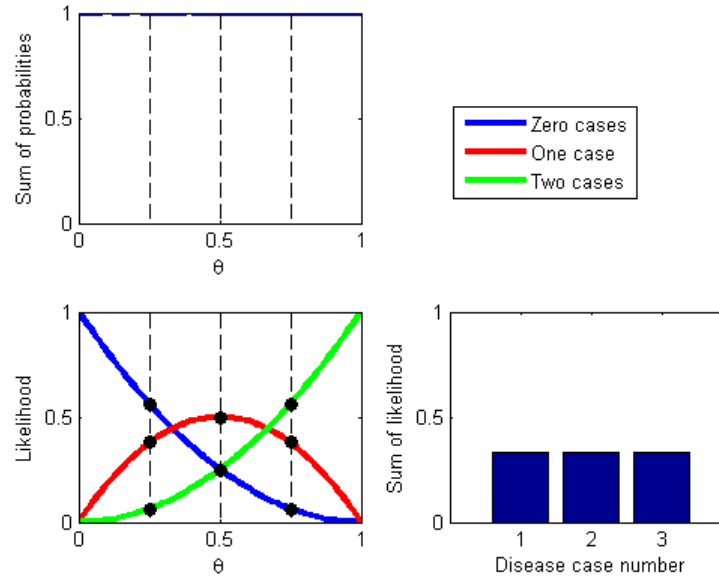 1
0.5
0
Sum of probabilities
0 0.5 1
θ
Zero cases
One case
Two cases
1
0.5
0
Likelihood
0 0.5 1
θ
1
0.5
0
Sum of likelihood
1 2 3
Disease case number